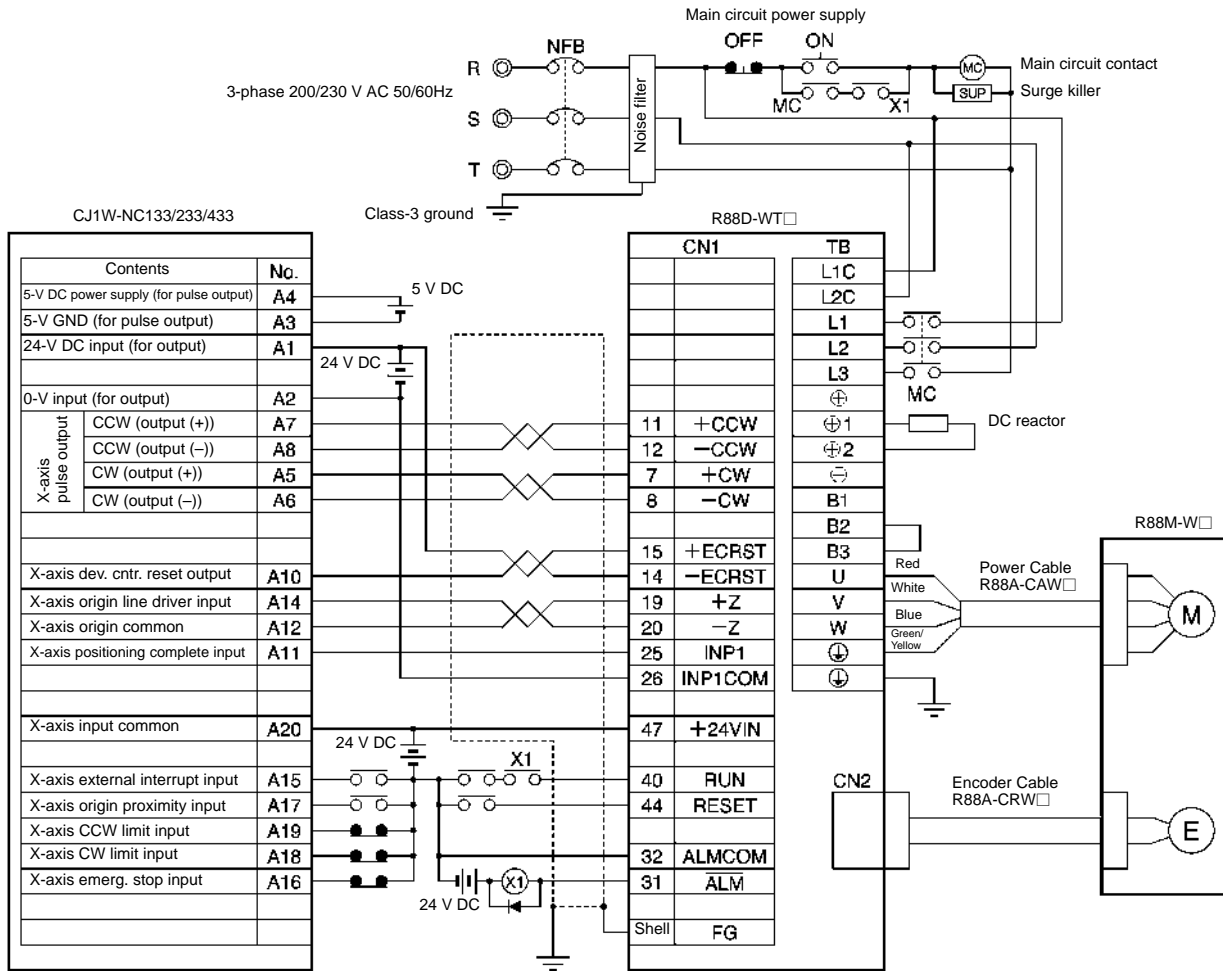 Main circuit power supply
OFF ON
NFB
R
MC Main circuit contact
3-phase 200/230 V AC 50/60Hz
SUP Surge killer
MC X1
Noise filter
S
T
Class-3 ground
CJ1W-NC133/233/433
Contents No.
5-V DC power supply (for pulse output) A4
5-V GND (for pulse output) A3
24-V DC input (for output) A1
0-V input (for output) A2
X-axis pulse output
CCW (output (+)) A7
CCW (output (–)) A8
CW (output (+)) A5
CW (output (–)) A6
X-axis dev. cntr. reset output A10
X-axis origin line driver input A14
X-axis origin common A12
X-axis positioning complete input A11
X-axis input common A20
X-axis external interrupt input A15
X-axis origin proximity input A17
X-axis CCW limit input A19
X-axis CW limit input A18
X-axis emerg. stop input A16
5 V DC
24 V DC
24 V DC
X1
X1
24 V DC
R88D-WT□
CN1
11 +CCW
12 −CCW
7 +CW
8 −CW
15 +ECRST
14 −ECRST
19 +Z
20 −Z
25 INP1
26 INP1COM
47 +24VIN
40 RUN
44 RESET
32 ALMCOM
31 ALM
Shell FG
TB
L1C
L2C
L1
L2
L3
⊕
⊕1
⊕2
⊖
B1
B2
B3
U
V
W
CN2
MC
DC reactor
Red
White
Blue
Green/
Yellow
Power Cable
R88A-CAW□
Encoder Cable
R88A-CRW□
R88M-W□
M
E